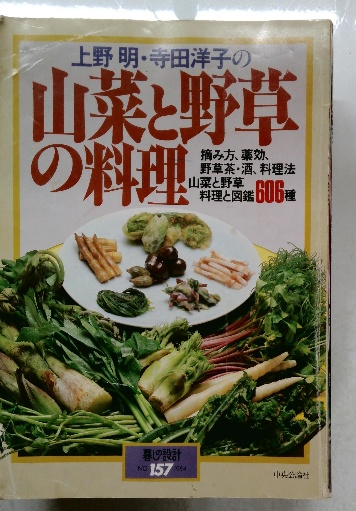 上野 明・寺田洋子の
山菜と野草
の料理
摘み方、薬効、
野草茶・酒、料理法
山菜と野草
料理と図鑑606種
暮しの設計
NO.157 1984
中央公論社